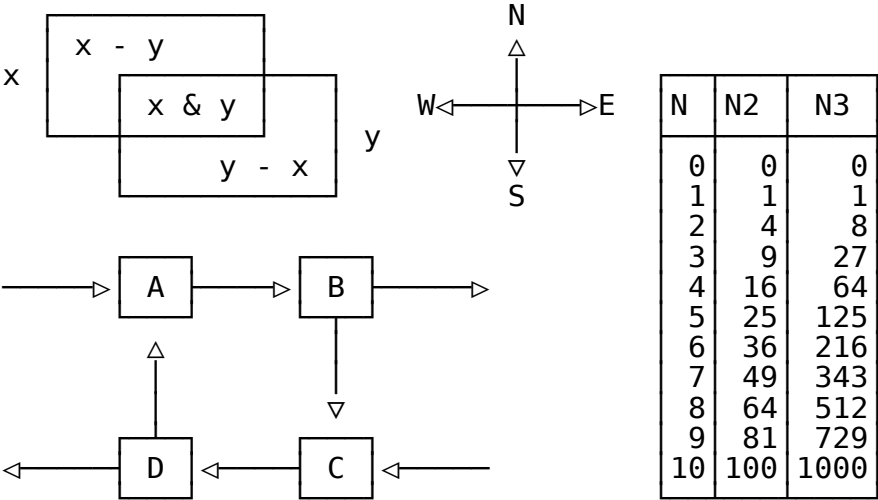 x
x - y
x & y
y - x
y
N
W E
S
A B
D C
N N2 N3
0 0 0
1 1 1
2 4 8
3 9 27
4 16 64
5 25 125
6 36 216
7 49 343
8 64 512
9 81 729
10 100 1000